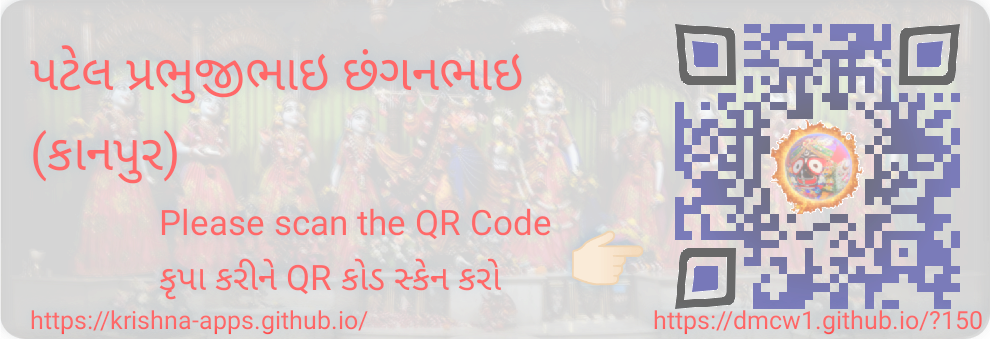 પટેલ પ્રભુજીભાઇ છંગનભાઇ
(કાનપુર)
Please scan the QR Code
કૃપા કરીને QR કોડ સ્કેન કરો
https://krishna-apps.github.io/
https://dmcw1.github.io/?150